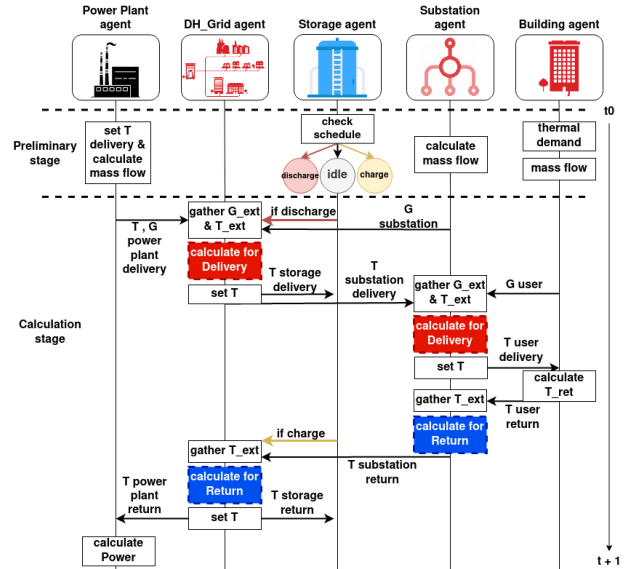 Power Plant
agent
DH_Grid agent
Storage agent
Substation
agent
Building agent
t0
Preliminary
stage
set T
delivery &
calculate
mass flow
check
schedule
discharge
idle
charge
calculate
mass flow
thermal
demand
mass flow
Calculation
stage
T , G
power
plant
delivery
gather G_ext
& T_ext
if discharge
G
substation
calculate for
Delivery
set T
T storage
delivery
T
substation
delivery
gather G_ext
& T_ext
G user
calculate for
Delivery
set T
T user
delivery
calculate
T_ret
gather T_ext
T user
return
calculate for
Return
if charge
gather T_ext
T substation
return
calculate for
Return
T power
plant
return
set T
T storage
return
calculate
Power
t + 1